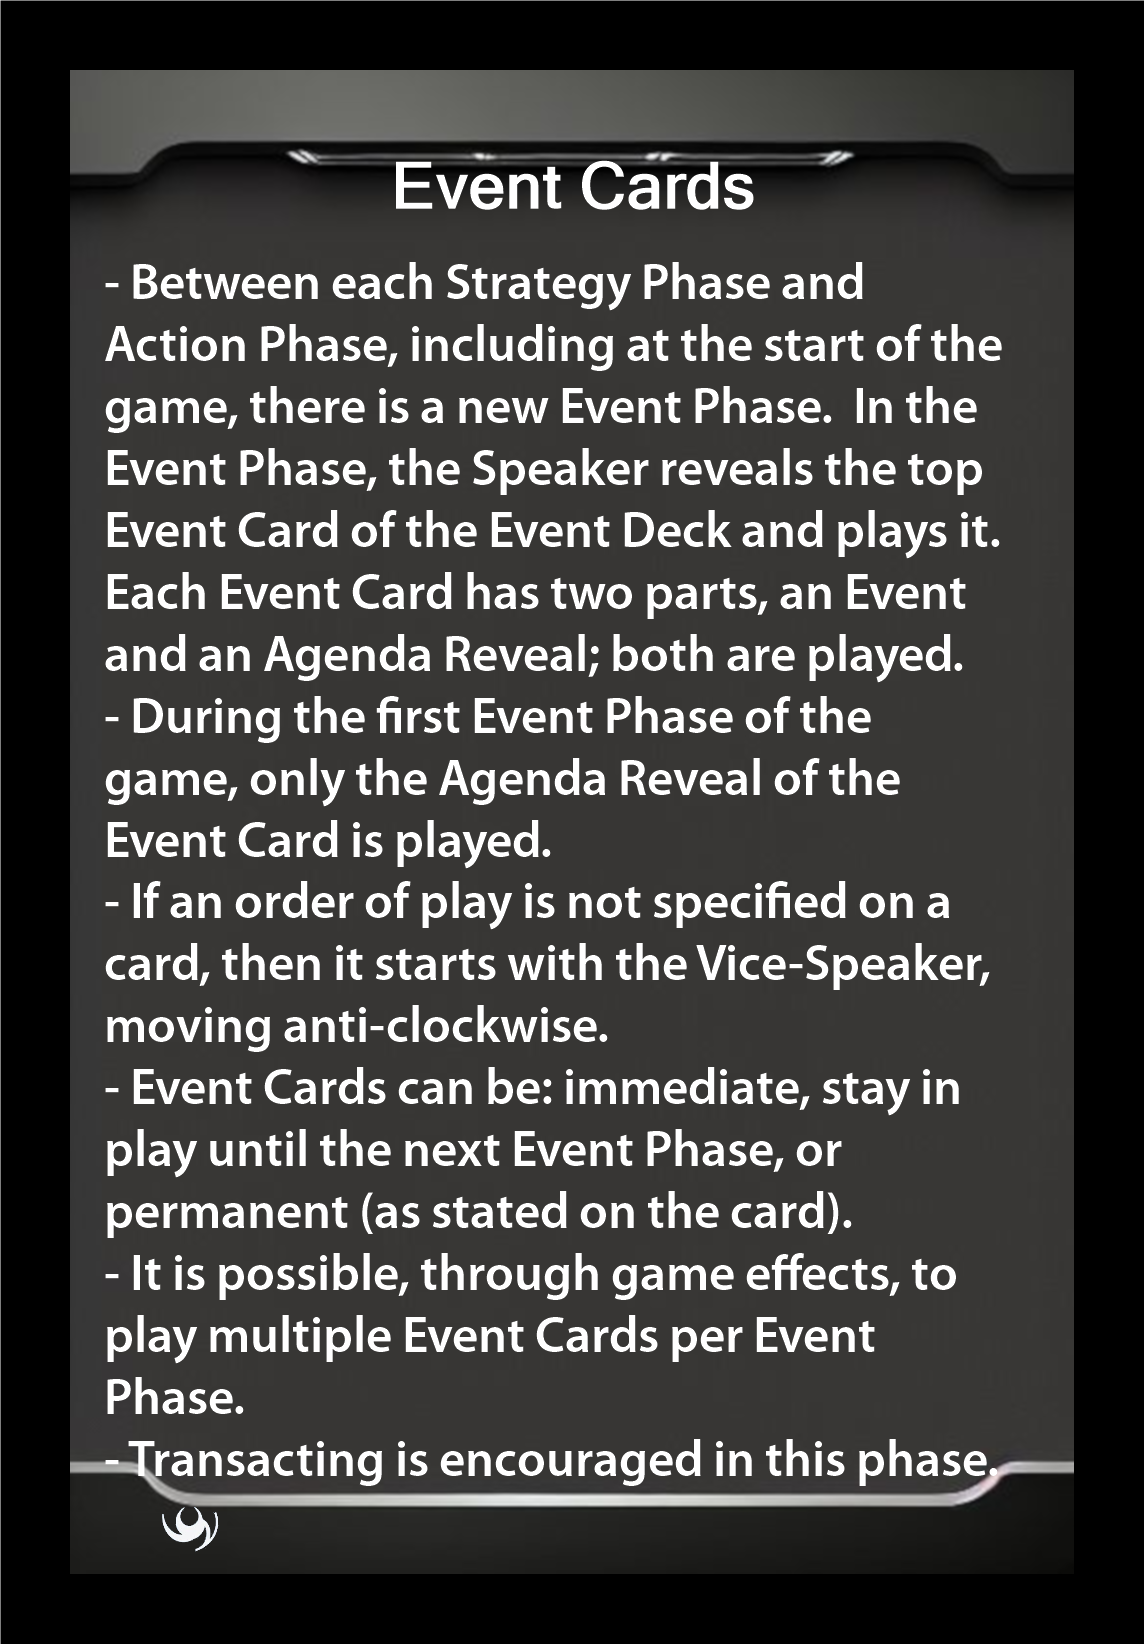 Event Cards
- Between each Strategy Phase and
Action Phase, including at the start of the
game, there is a new Event Phase.  In the
Event Phase, the Speaker reveals the top
Event Card of the Event Deck and plays it.
Each Event Card has two parts, an Event
and an Agenda Reveal; both are played.
- During the first Event Phase of the
game, only the Agenda Reveal of the
Event Card is played.
- If an order of play is not specified on a
card, then it starts with the Vice-Speaker,
moving anti-clockwise.
- Event Cards can be: immediate, stay in
play until the next Event Phase, or
permanent (as stated on the card).
- It is possible, through game effects, to
play multiple Event Cards per Event
Phase.
- Transacting is encouraged in this phase.